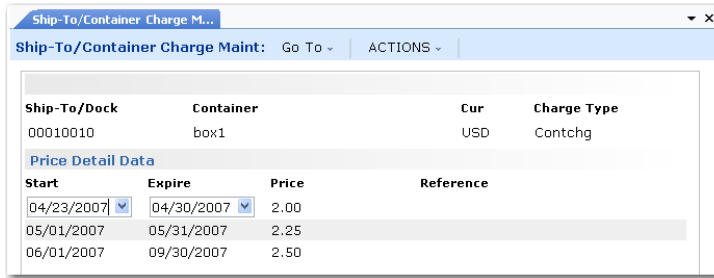 Ship-To/Container Charge M...
Ship-To/Container Charge Maint: Go To ACTIONS
Ship-To/Dock Container Cur Charge Type
00010010 box1 USD Contchg
Price Detail Data
Start Expire Price Reference
04/23/2007 04/30/2007 2.00
05/01/2007 05/31/2007 2.25
06/01/2007 09/30/2007 2.50